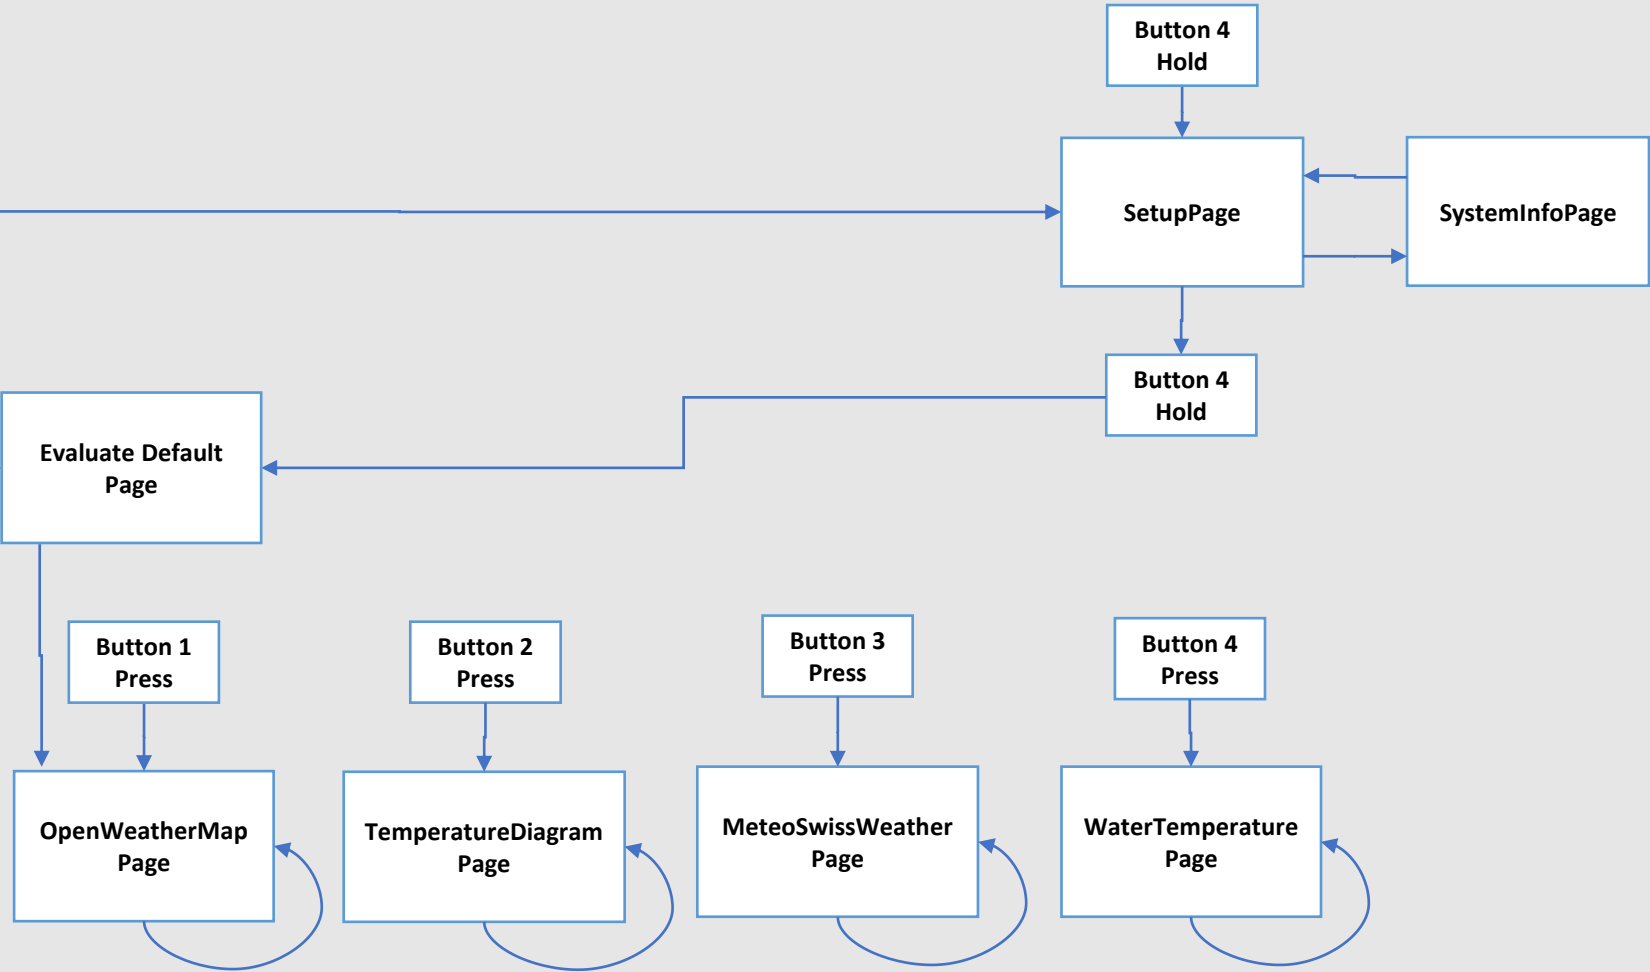 Button 4
Hold
SetupPage
SystemInfoPage
Button 4
Hold
Evaluate Default
Page
Button 1
Press
Button 2
Press
Button 3
Press
Button 4
Press
OpenWeatherMap
Page
TemperatureDiagram
Page
MeteoSwissWeather
Page
WaterTemperature
Page